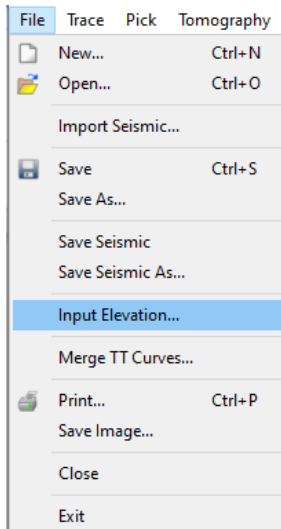 File Trace Pick Tomography
New... Ctrl+N
Open... Ctrl+O
Import Seismic...
Save Ctrl+S
Save As...
Save Seismic
Save Seismic As...
Input Elevation...
Merge TT Curves...
Print... Ctrl+P
Save Image...
Close
Exit